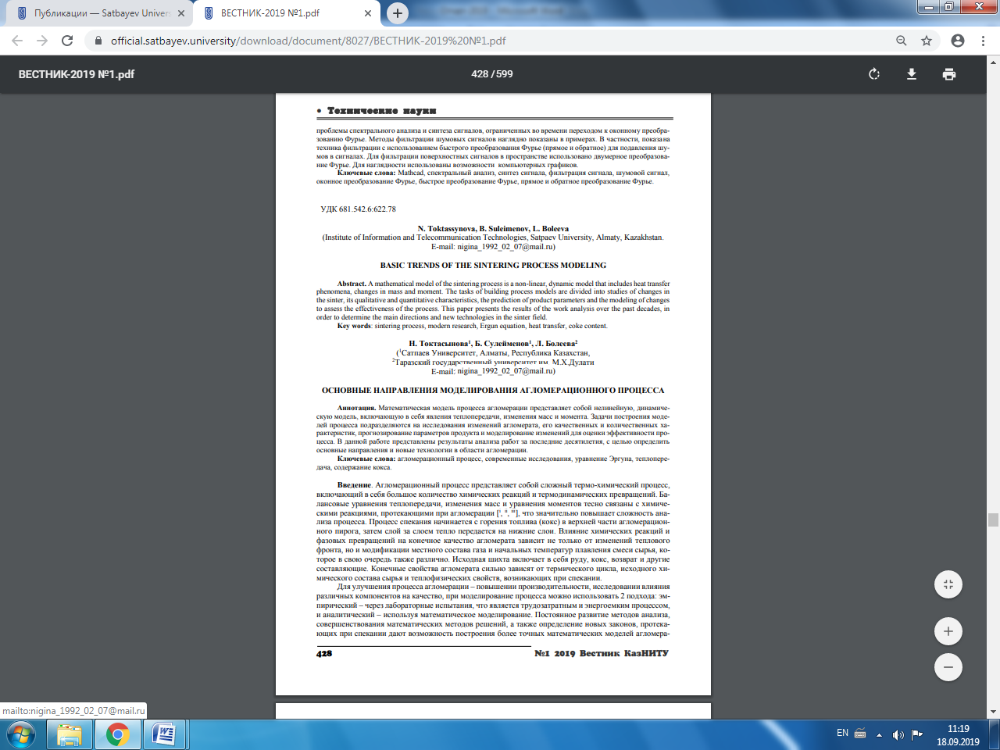 Публикации — Satbayev Univers
ВЕСТНИК-2019 №1.pdf
official.satbayev.university/download/document/8027/ВЕСТНИК-2019%20№1.pdf
ВЕСТНИК-2019 №1.pdf
428 / 599
• Технические науки
проблемы спектрального анализа и синтеза сигналов, ограниченных во времени переходом к оконному преобра-
зованию Фурье. Методы фильтрации шумовых сигналов наглядно показаны в примерах. В частности, показана
техника фильтрации с использованием быстрого преобразования Фурье (прямое и обратное) для подавления шу-
мов в сигналах. Для фильтрации поверхностных сигналов в пространстве использовано двумерное преобразова-
ние Фурье. Для наглядности использованы возможности компьютерных графиков.
Ключевые слова: Mathcad, спектральный анализ, синтез сигнала, фильтрация сигнала, шумовой сигнал,
оконное преобразование Фурье, быстрое преобразование Фурье, прямое и обратное преобразование Фурье.
УДК 681.542.6:622.78
N. Toktassynova, B. Suleimenov, L. Boleeva
(Institute of Information and Telecommunication Technologies, Satpaev University, Almaty, Kazakhstan.
E-mail: nigina_1992_02_07@mail.ru)
BASIC TRENDS OF THE SINTERING PROCESS MODELING
Abstract. A mathematical model of the sintering process is a non-linear, dynamic model that includes heat transfer
phenomena, changes in mass and moment. The tasks of building process models are divided into studies of changes in
the sinter, its qualitative and quantitative characteristics, the prediction of product parameters and the modeling of changes
to assess the effectiveness of the process. This paper presents the results of the work analysis over the past decades, in
order to determine the main directions and new technologies in the sinter field.
Key words: sintering process, modern research, Ergun equation, heat transfer, coke content.
Н. Токтасынова¹, Б. Сулейменов¹, Л. Болеева²
(¹Сатпаев Университет, Алматы, Республика Казахстан,
²Таразский государственный университет им. М.Х.Дулати
E-mail: nigina_1992_02_07@mail.ru)
ОСНОВНЫЕ НАПРАВЛЕНИЯ МОДЕЛИРОВАНИЯ АГЛОМЕРАЦИОННОГО ПРОЦЕССА
Аннотация. Математическая модель процесса агломерации представляет собой нелинейную, динамиче-
скую модель, включающую в себя явления теплопередачи, изменения масс и момента. Задачи построения моде-
лей процесса подразделяются на исследования изменений агломерата, его качественных и количественных ха-
рактеристик, прогнозирование параметров продукта и моделирование изменений для оценки эффективности про-
цесса. В данной работе представлены результаты анализа работ за последние десятилетия, с целью определить
основные направления и новые технологии в области агломерации.
Ключевые слова: агломерационный процесс, современные исследования, уравнение Эргуна, теплопере-
дача, содержание кокса.
Введение. Агломерационный процесс представляет собой сложный термо-химический процесс,
включающий в себя большое количество химических реакций и термодинамических превращений. Ба-
лансовые уравнения теплопередачи, изменения масс и уравнения моментов тесно связаны с химиче-
скими реакциями, протекающими при агломерации [ⁱ, ⁱⁱ, ⁱⁱⁱ], что значительно повышает сложность ана-
лиза процесса. Процесс спекания начинается с горения топлива (кокс) в верхней части агломерацион-
ного пирога, затем слой за слоем тепло передается на нижние слои. Влияние химических реакций и
фазовых превращений на конечное качество агломерата зависит не только от изменений теплового
фронта, но и модификации местного состава газа и начальных температур плавления смеси сырья, ко-
торое в свою очередь также различно. Исходная шихта включает в себя руду, кокс, возврат и другие
составляющие. Конечные свойства агломерата сильно зависят от термического цикла, исходного хи-
мического состава сырья и теплофизических свойств, возникающих при спекании.
Для улучшения процесса агломерации – повышении производительности, исследовании влияния
различных компонентов на качество, при моделирование процесса можно использовать 2 подхода: эм-
пирический – через лабораторные испытания, что является трудозатратным и энергоемким процессом,
и аналитический – используя математическое моделирование. Постоянное развитие методов анализа,
совершенствования математических методов решений, а также определение новых законов, протека-
ющих при спекании дают возможность построения более точных математических моделей агломера-
428
№1 2019 Вестник КазНИТУ
mailto:nigina_1992_02_07@mail.ru
EN
11:19
18.09.2019